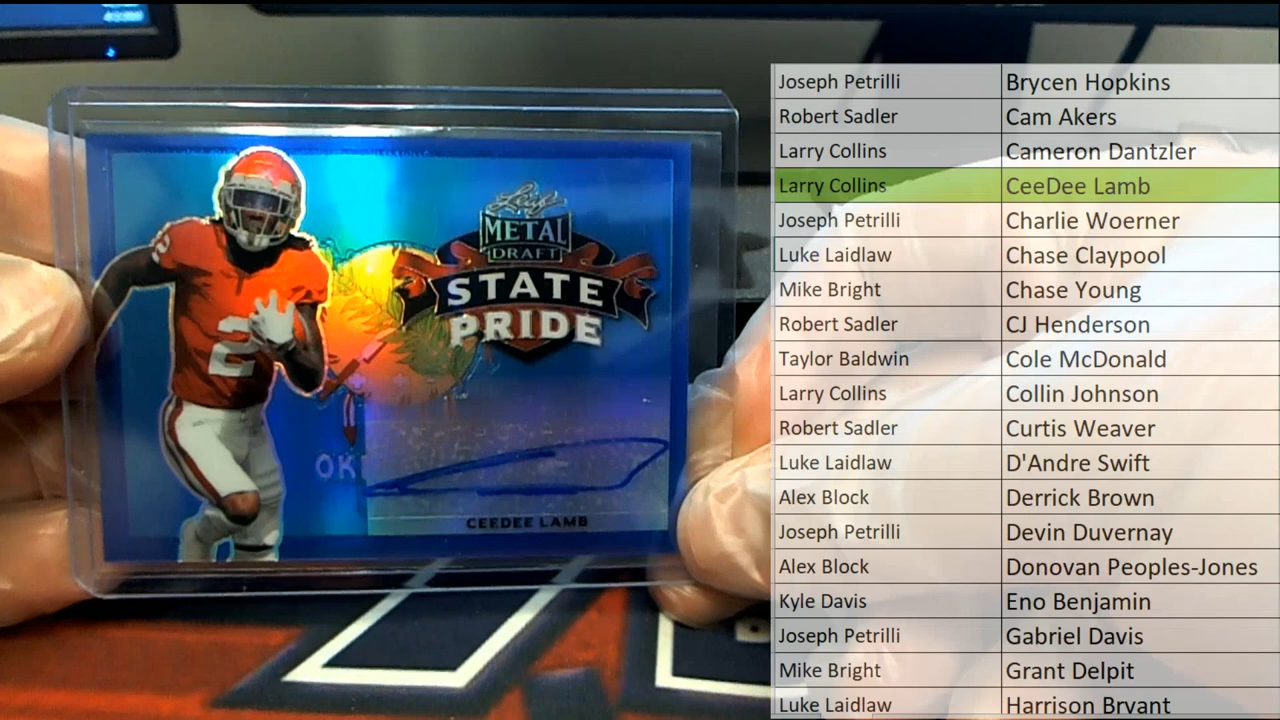 Leaf
METAL
DRAFT
STATE
PRIDE
2
2
OK
CEEDEE LAMB
Joseph Petrilli Brycen Hopkins
Robert Sadler Cam Akers
Larry Collins Cameron Dantzler
Larry Collins CeeDee Lamb
Joseph Petrilli Charlie Woerner
Luke Laidlaw Chase Claypool
Mike Bright Chase Young
Robert Sadler CJ Henderson
Taylor Baldwin Cole McDonald
Larry Collins Collin Johnson
Robert Sadler Curtis Weaver
Luke Laidlaw D'Andre Swift
Alex Block Derrick Brown
Joseph Petrilli Devin Duvernay
Alex Block Donovan Peoples-Jones
Kyle Davis Eno Benjamin
Joseph Petrilli Gabriel Davis
Mike Bright Grant Delpit
Luke Laidlaw Harrison Bryant